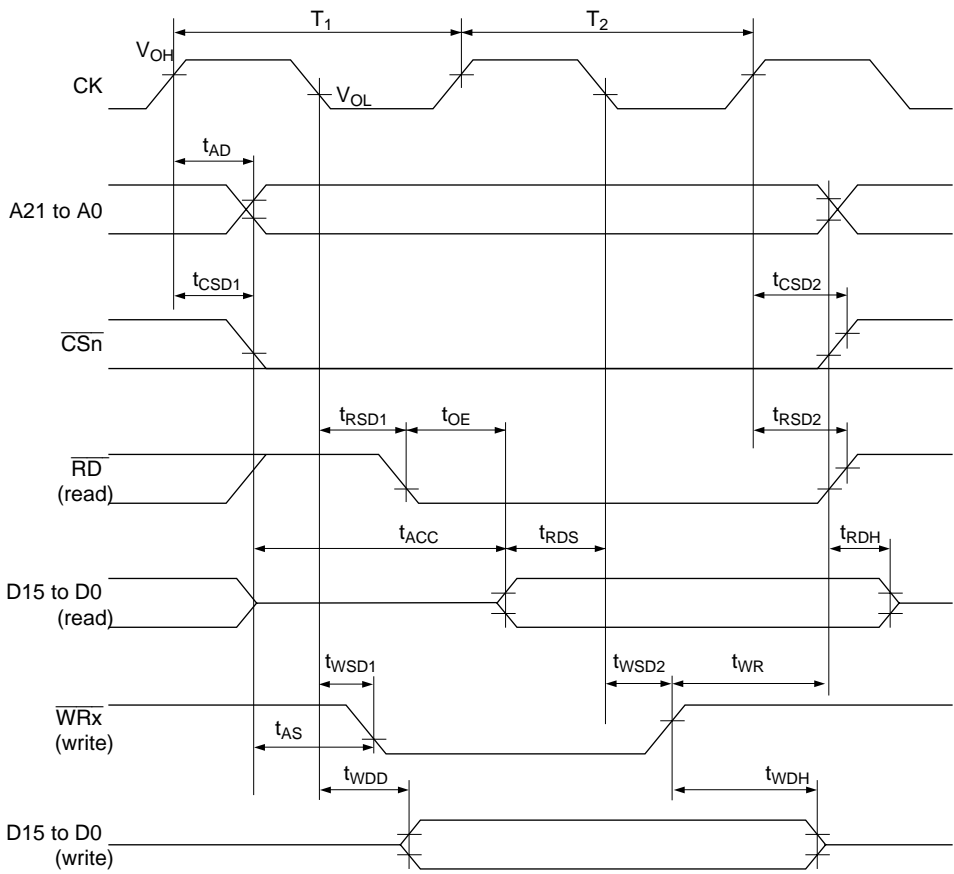 T1 T2
VOH
CK
VOL
tAD
A21 to A0
tCSD1 tCSD2
CSn
tRSD1 tOE tRSD2
RD
(read)
tACC tRDS tRDH
D15 to D0
(read)
tWSD1 tWSD2 tWR
WRx
(write)
tAS
tWDD tWDH
D15 to D0
(write)